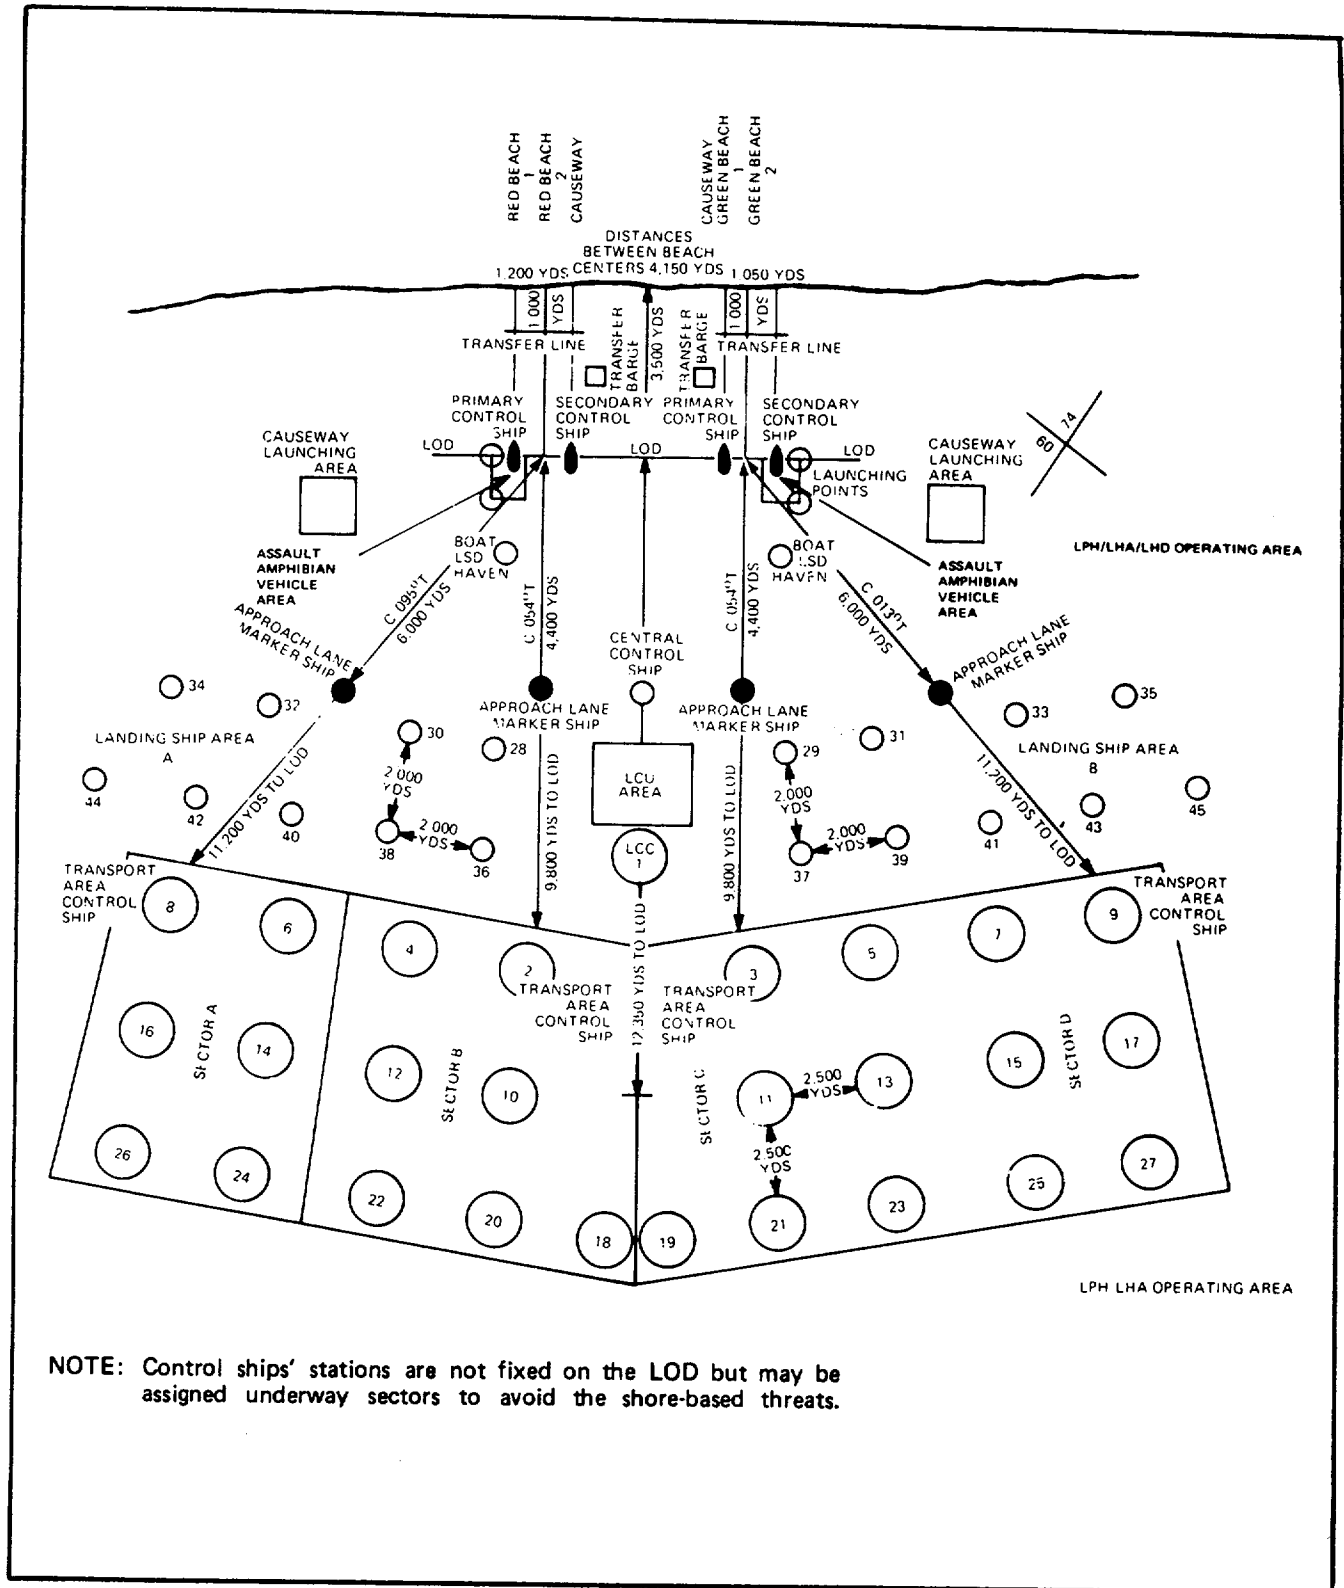 RED BEACH
1
RED BEACH
2
CAUSEWAY
CAUSEWAY
GREEN BEACH
1
GREEN BEACH
2
DISTANCES
BETWEEN BEACH
CENTERS 4,150 YDS
1,200 YDS
1 050 YDS
1 000
YDS
1 000
YDS
TRANSFER LINE
TRANSFER
BARGE
3,500 YDS
TRANSFER
BARGE
TRANSFER LINE
PRIMARY
CONTROL
SHIP
SECONDARY
CONTROL
SHIP
PRIMARY
CONTROL
SHIP
SECONDARY
CONTROL
SHIP
60 74
CAUSEWAY
LAUNCHING
AREA
LOD
LOD
LOD
LAUNCHING
POINTS
CAUSEWAY
LAUNCHING
AREA
LPH/LHA/LHD OPERATING AREA
ASSAULT
AMPHIBIAN
VEHICLE
AREA
BOAT
LSD
HAVEN
BOAT
LSD
HAVEN
ASSAULT
AMPHIBIAN
VEHICLE
AREA
C 095°T
6,000 YDS
C 054°T
4,400 YDS
C 054°T
4,400 YDS
C 013°T
6,000 YDS
APPROACH LANE
MARKER SHIP
CENTRAL
CONTROL
SHIP
APPROACH LANE
MARKER SHIP
APPROACH LANE
MARKER SHIP
APPROACH LANE
MARKER SHIP
34
32
30
28
29
31
33
35
LANDING SHIP AREA
A
LANDING SHIP AREA
8
2 000
YDS
LCU
AREA
2,000
YDS
44
42
40
38
2 000
YDS
36
37
2.000
YDS
39
41
43
45
11,200 YDS TO LOD
9,800 YDS TO LOD
LCC
1
9,800 YDS TO LOD
11,200 YDS TO LOD
TRANSPORT
AREA
CONTROL
SHIP
TRANSPORT
AREA
CONTROL
SHIP
8
6
4
2
3
5
7
9
TRANSPORT
AREA
CONTROL
SHIP
12,350 YDS TO LOD
TRANSPORT
AREA
CONTROL
SHIP
16
14
SECTOR A
12
10
SECTOR B
SECTOR C
11
2.500
YDS
13
15
SECTOR D
17
2.500
YDS
26
24
22
20
18
19
21
23
25
27
LPH LHA OPERATING AREA
NOTE: Control ships' stations are not fixed on the LOD but may be
assigned underway sectors to avoid the shore-based threats.